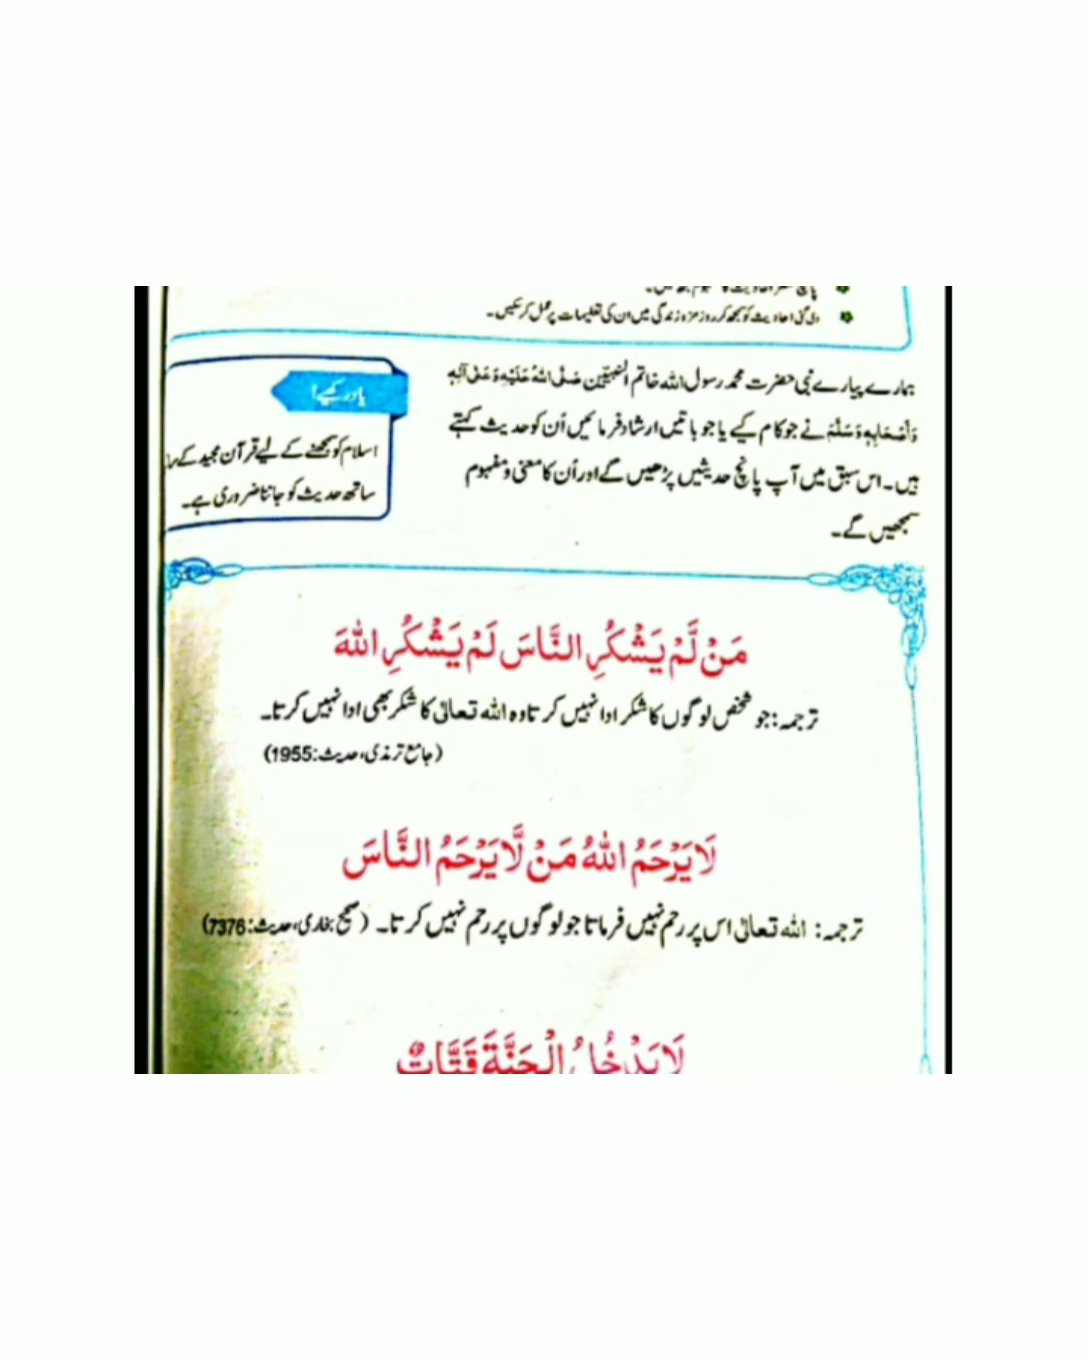 دی گئی احادیث کو سمجھ کر روزمرہ زندگی میں ان کی تعلیمات پر عمل کر سکیں۔
ہمارے پیارے نبی حضرت محمد رسول اللہ خاتم النبیین صَلَّی اللہُ عَلَیْہِ وَعَلٰی آلِہٖ
وَاَصْحَابِہٖ وَسَلَّمَ نے جو کام کیے یا جو باتیں ارشاد فرمائیں اُن کو حدیث کہتے
ہیں۔ اس سبق میں آپ پانچ حدیثیں پڑھیں گے اور اُن کا معنی و مفہوم
سمجھیں گے۔
یاد رکھیے!
اسلام کو سمجھنے کے لیے قرآن مجید کے
ساتھ حدیث کو جاننا ضروری ہے۔
مَنْ لَّمْ يَشْكُرِ النَّاسَ لَمْ يَشْكُرِ اللّٰهَ
ترجمہ: جو شخص لوگوں کا شکر ادا نہیں کرتا وہ اللہ تعالیٰ کا شکر بھی ادا نہیں کرتا۔
(جامع ترمذی، حدیث: 1955)
لَا يَرْحَمُ اللّٰهُ مَنْ لَّا يَرْحَمُ النَّاسَ
ترجمہ: اللہ تعالیٰ اس پر رحم نہیں فرماتا جو لوگوں پر رحم نہیں کرتا۔ (صحیح بخاری، حدیث: 7376)
لَا يَدْخُلُ الْجَنَّةَ قَتَّاتٌ